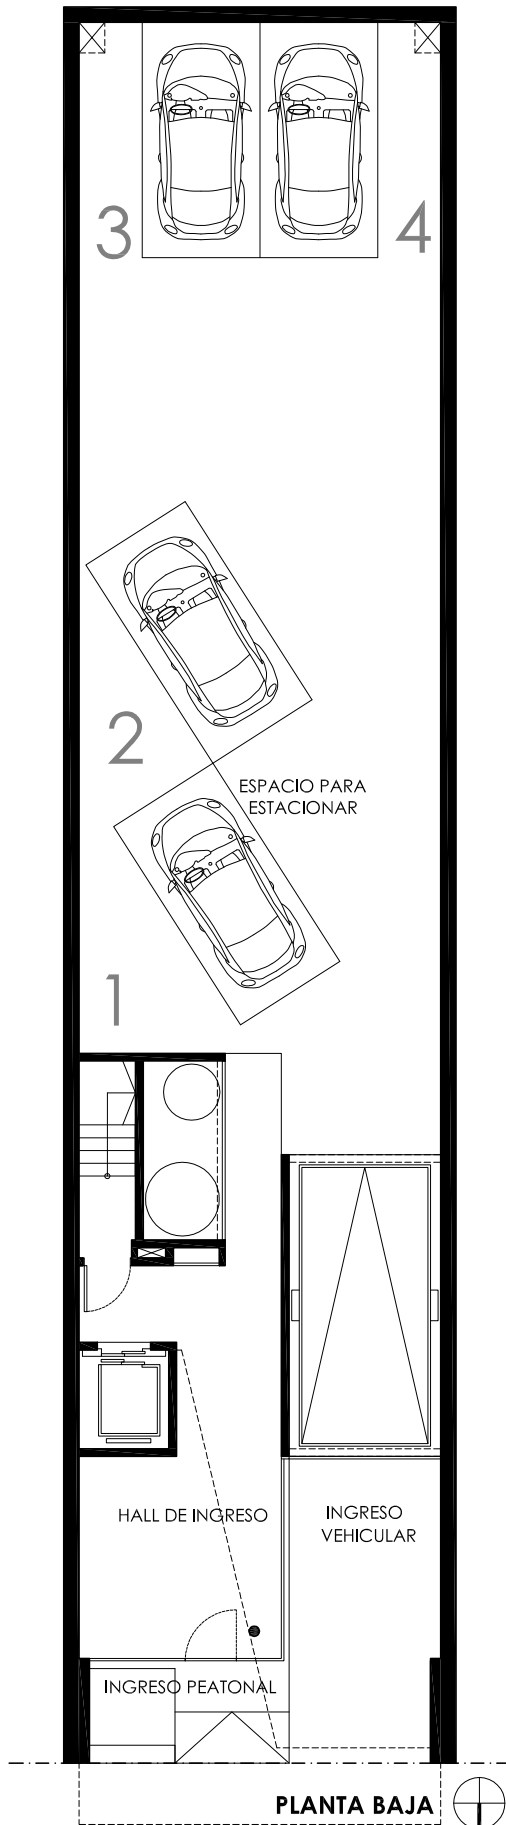 3
4
2
ESPACIO PARA
ESTACIONAR
1
HALL DE INGRESO
INGRESO
VEHICULAR
INGRESO PEATONAL
PLANTA BAJA